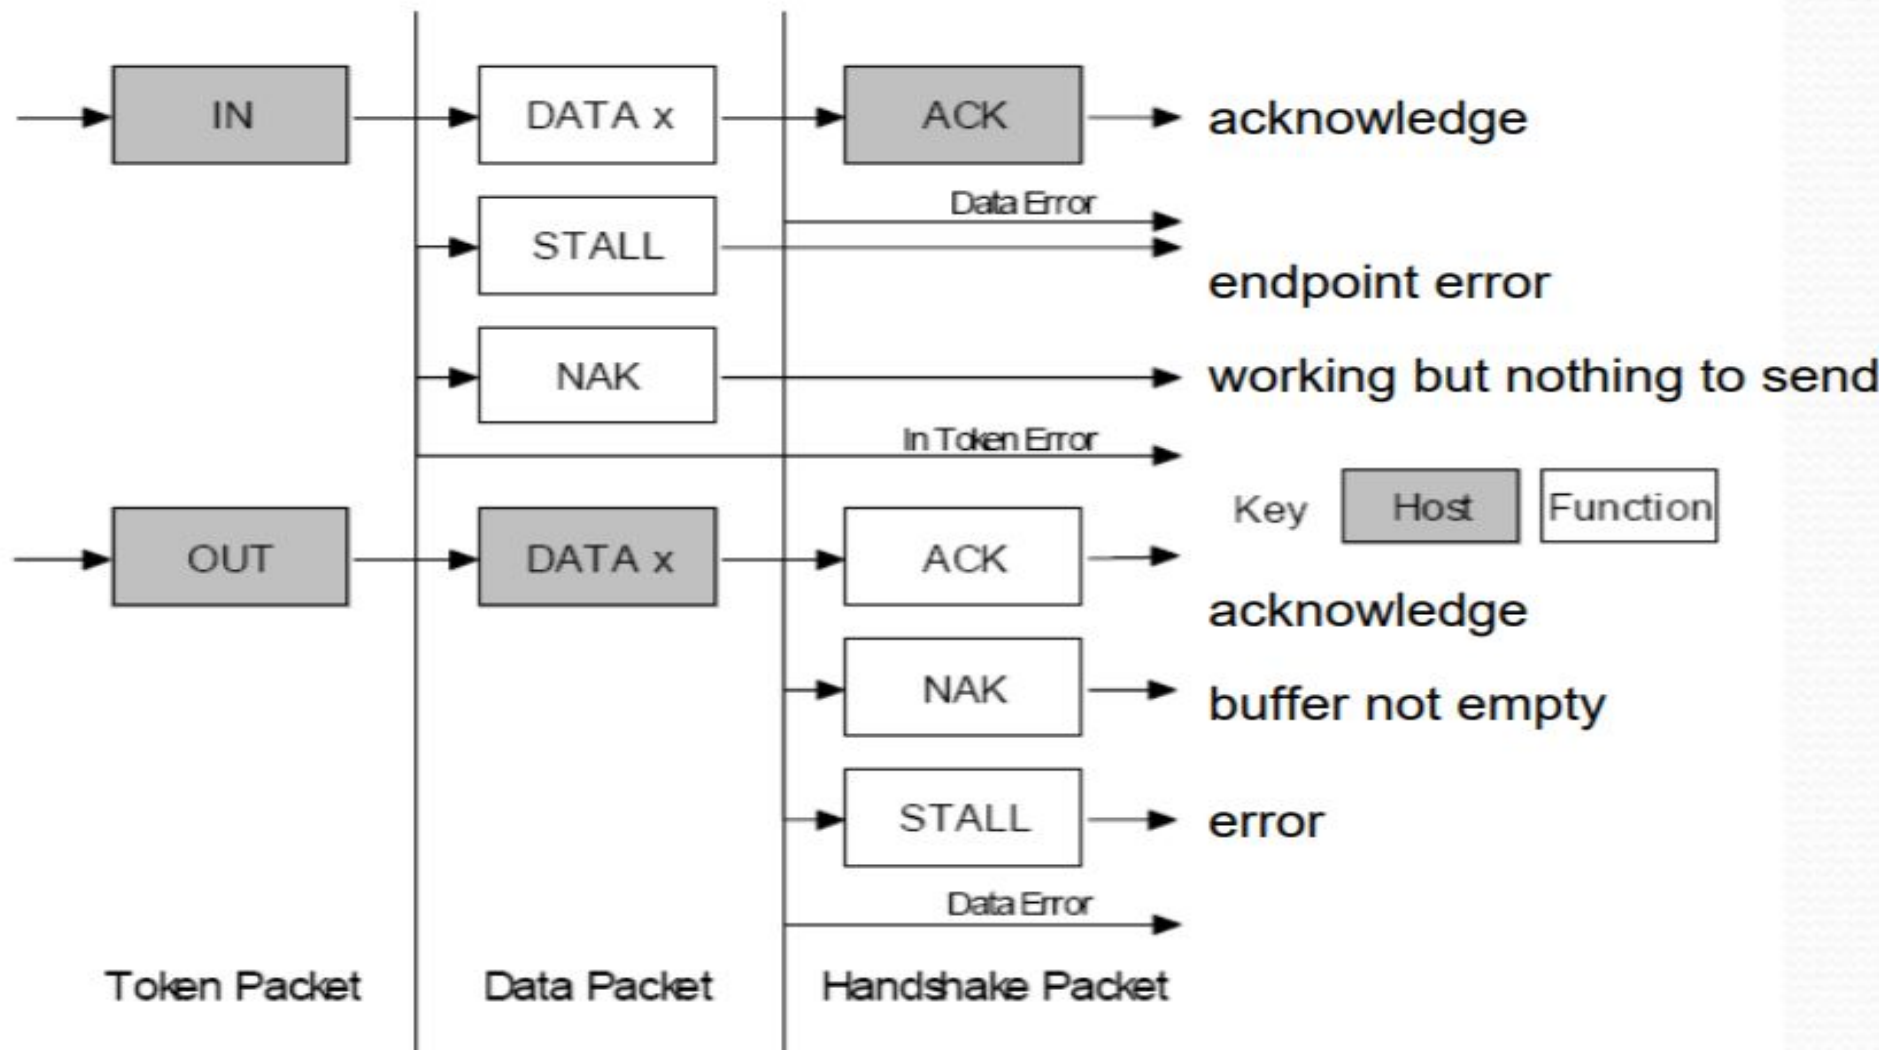 IN DATA x ACK acknowledge
Data Error
STALL
endpoint error
NAK working but nothing to send
In Token Error
Key Host Function
OUT DATA x ACK
acknowledge
NAK buffer not empty
STALL error
Data Error
Token Packet Data Packet Handshake Packet